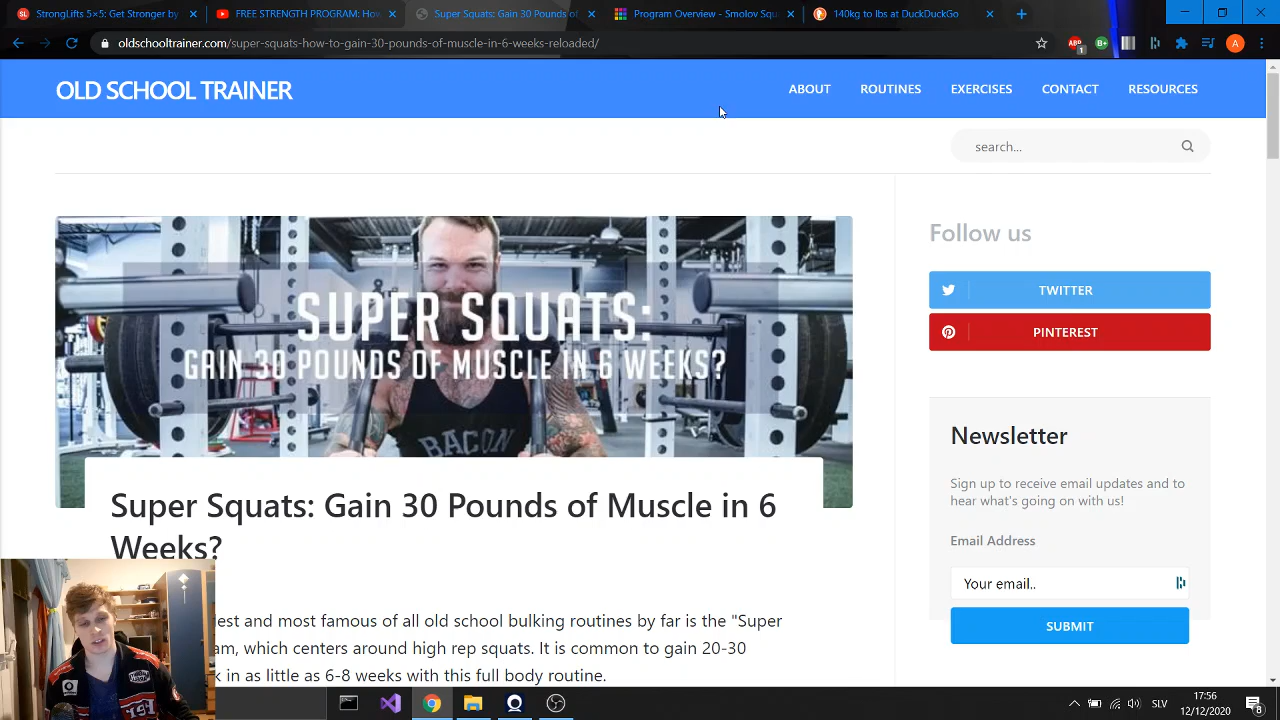 StrongLifts 5×5: Get Stronger by
FREE STRENGTH PROGRAM: Ho
Super Squats: Gain 30 Pounds of
Program Overview - Smolov Squ
140kg to lbs at DuckDuckGo
oldschooltrainer.com/super-squats-how-to-gain-30-pounds-of-muscle-in-6-weeks-reloaded/
OLD SCHOOL TRAINER
ABOUT
ROUTINES
EXERCISES
CONTACT
RESOURCES
search...
SUPER SQUATS:
GAIN 30 POUNDS OF MUSCLE IN 6 WEEKS?
BACON
Super Squats: Gain 30 Pounds of Muscle in 6
Weeks?
iest and most famous of all old school bulking routines by far is the "Super
am, which centers around high rep squats. It is common to gain 20-30
k in as little as 6-8 weeks with this full body routine.
Follow us
TWITTER
PINTEREST
Newsletter
Sign up to receive email updates and to
hear what's going on with us!
Email Address
Your email..
SUBMIT
SLV
17:56
12/12/2020